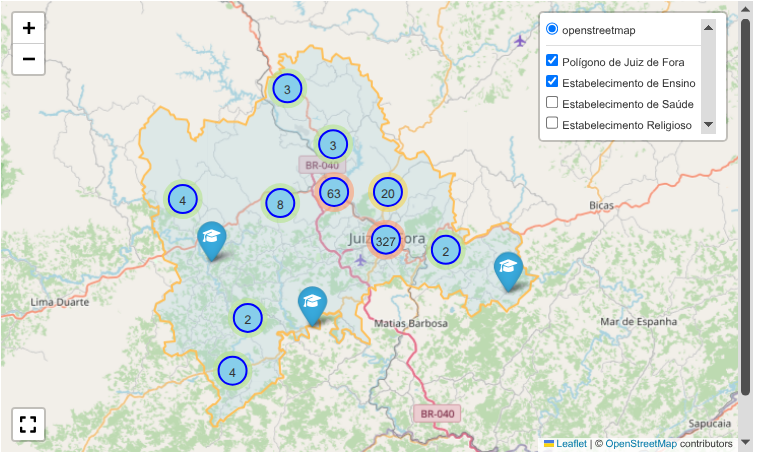 +
−
openstreetmap
Polígono de Juiz de Fora
Estabelecimento de Ensino
Estabelecimento de Saúde
Estabelecimento Religioso
3
3
BR-040
4
8
63
20
Bicas
Juiz
ora
327
2
Lima Duarte
2
Matias Barbosa
Mar de Espanha
4
BR-040
Sapucaia
Leaflet | © OpenStreetMap contributors